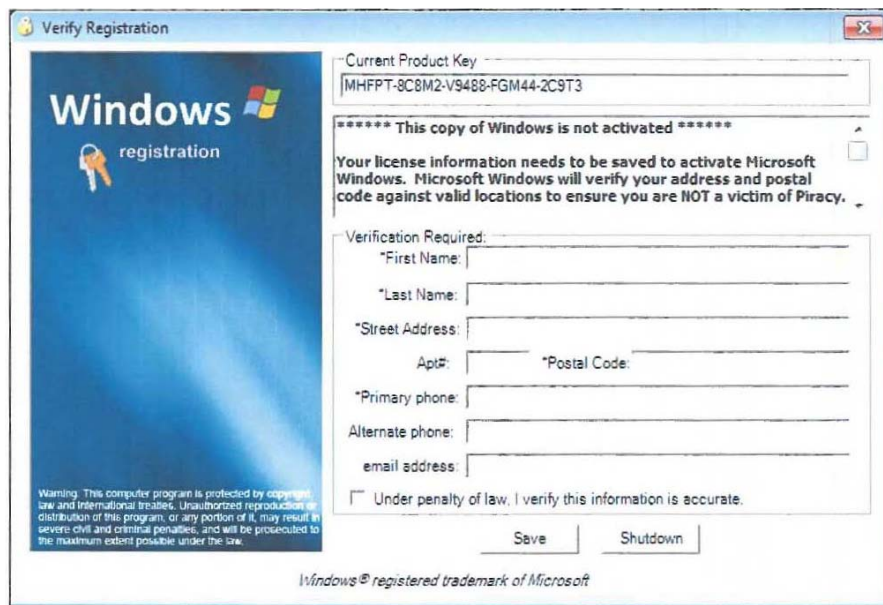 Verify Registration
Windows
registration
Warning: This computer program is protected by copyright
law and international treaties. Unauthorized reproduction or
distribution of this program, or any portion of it, may result in
severe civil and criminal penalties, and will be prosecuted to
the maximum extent possible under the law.
Current Product Key
MHFPT-8C8M2-V9488-FGM44-2C9T3
****** This copy of Windows is not activated ******
Your license information needs to be saved to activate Microsoft
Windows. Microsoft Windows will verify your address and postal
code against valid locations to ensure you are NOT a victim of Piracy.
Verification Required:
*First Name:
*Last Name:
*Street Address:
Apt#: *Postal Code:
*Primary phone:
Alternate phone:
email address:
Under penalty of law, I verify this information is accurate.
Save Shutdown
Windows® registered trademark of Microsoft